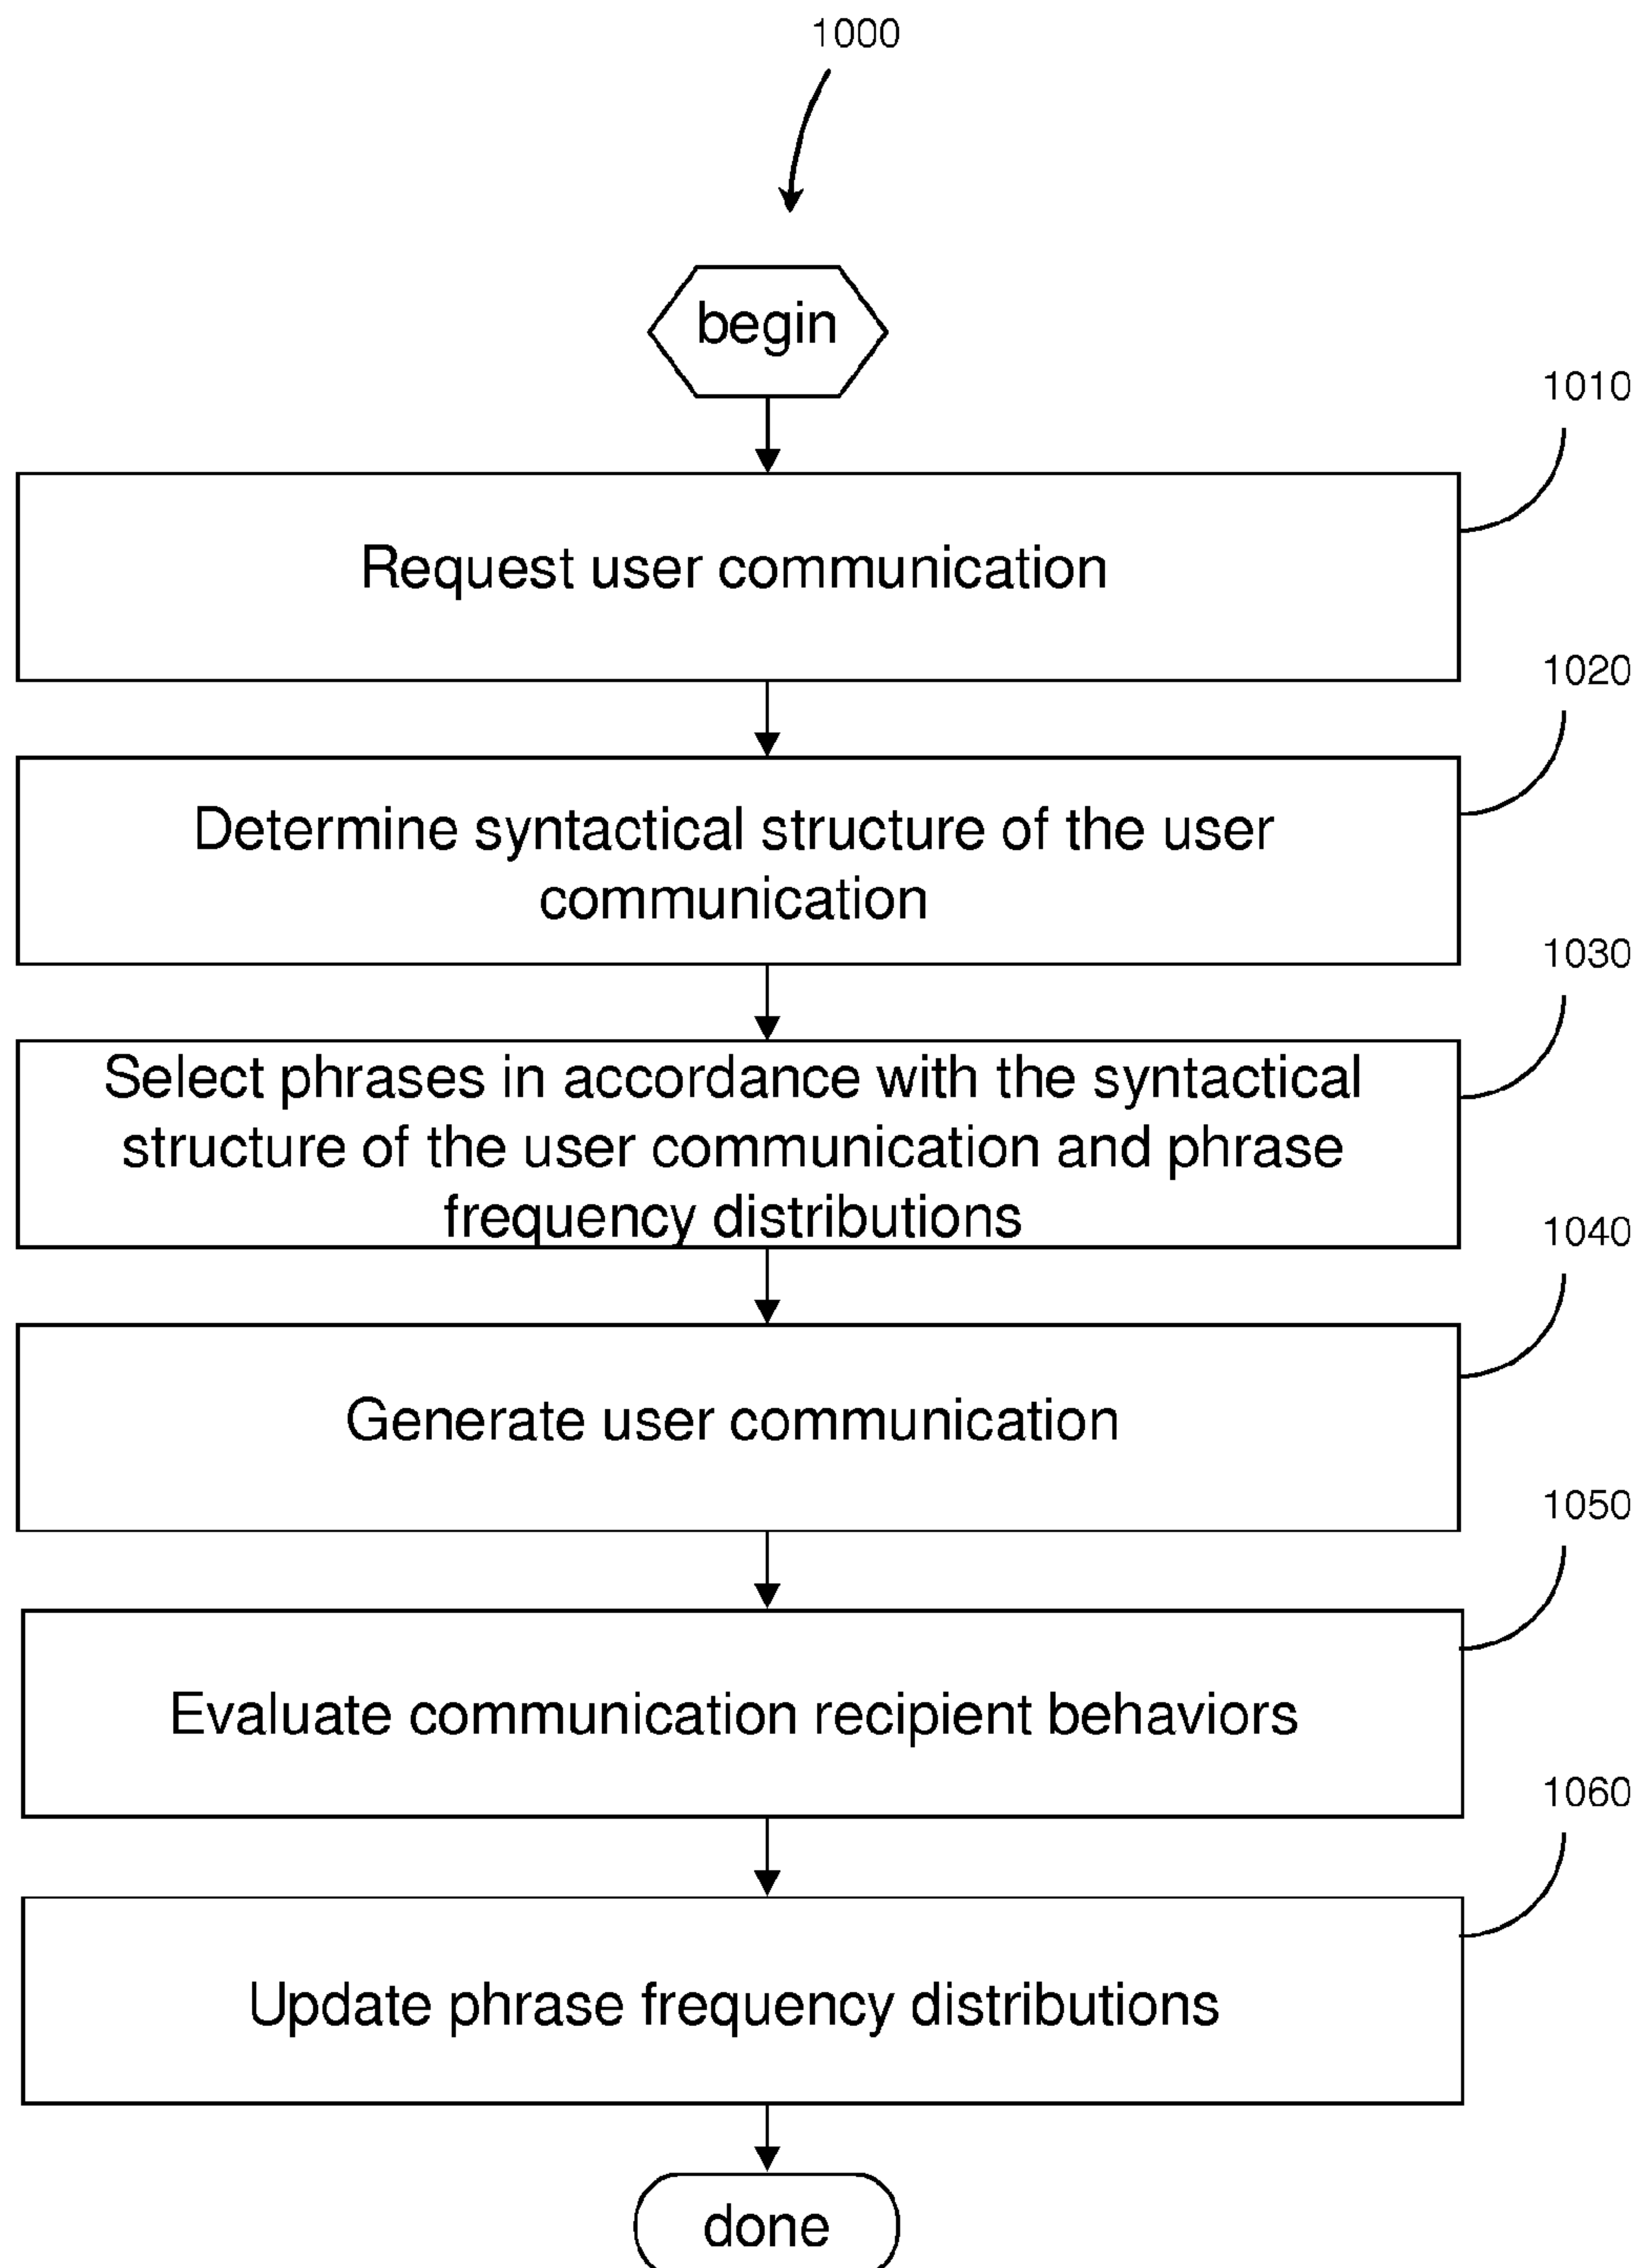 1000
begin
1010
Request user communication
1020
Determine syntactical structure of the user
communication
1030
Select phrases in accordance with the syntactical
structure of the user communication and phrase
frequency distributions
1040
Generate user communication
1050
Evaluate communication recipient behaviors
1060
Update phrase frequency distributions
done